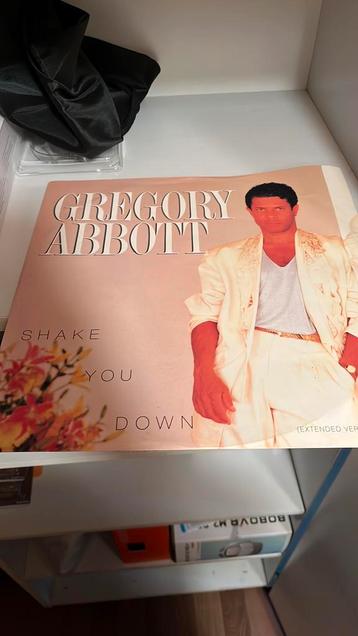 GREGORY
ABBOTT
SHAKE
YOU
DOWN
(EXTENDED VER